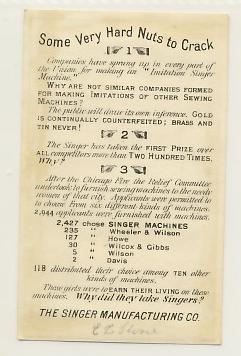 Some Very Hard Nuts to Crack
1
Companies have sprung up in every part of
the Union for making an "Imitation Singer
Machine."
WHY ARE NOT SIMILAR COMPANIES FORMED
FOR MAKING IMITATIONS OF OTHER SEWING
MACHINES?
The public will draw its own inference. GOLD
IS CONTINUALLY COUNTERFEITED; BRASS AND
TIN NEVER!
2
The Singer has taken the FIRST PRIZE over
ALL competitors more than TWO HUNDRED TIMES.
WHY?
3
After the Chicago Fire the Relief Committee
undertook to furnish sewing machines to the needy
women of that city. Applicants were permitted to
to choose from six different kinds of machines.
2,944 applicants were furnished with machines.
2,427 chose SINGER MACHINES
235 " Wheeler & Wilson
127 " Howe
30 " Wilcox & Gibbs
5 " Wilson
2 " Davis
118 distributed their choice among TEN other
kinds of machines.
Those girls were to EARN THEIR LIVING on these
machines. Why did they take Singers?
THE SINGER MANUFACTURING CO.